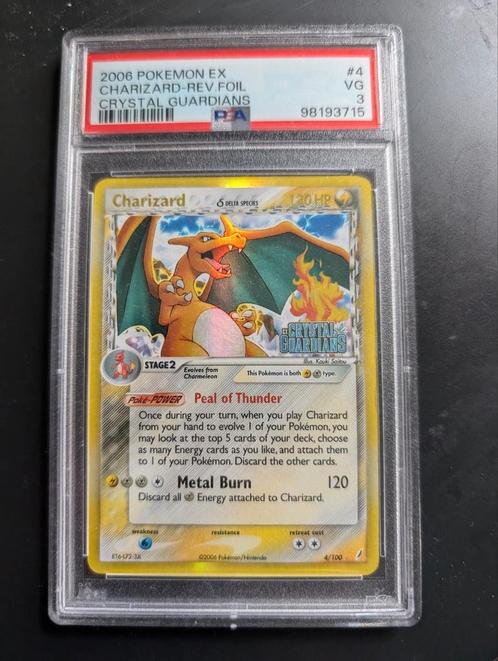 2006 POKEMON EX #4
CHARIZARD-REV.FOIL VG
CRYSTAL GUARDIANS 3
PSA 98193715
Charizard δ DELTA SPECIES 120 HP
EX CRYSTAL
GUARDIANS
Illus. Kouki Saitou
STAGE 2 Evolves from
Charmeleon
This Pokémon is both type.
Poké-POWER Peal of Thunder
Once during your turn, when you play Charizard
from your hand to evolve 1 of your Pokémon, you
may look at the top 5 cards of your deck, choose
as many Energy cards as you like, and attach them
to 1 of your Pokémon. Discard the other cards.
Metal Burn 120
Discard all Energy attached to Charizard.
weakness resistance retreat cost
©2006 Pokémon/Nintendo 4/100